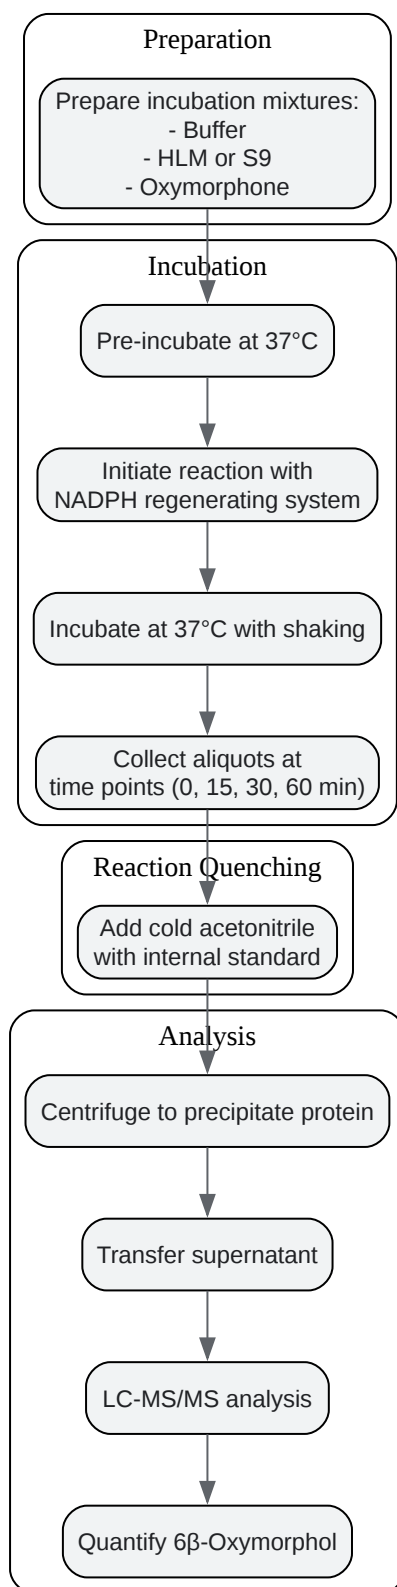 Preparation
Prepare incubation mixtures:
- Buffer
- HLM or S9
- Oxymorphone
Incubation
Pre-incubate at 37°C
Initiate reaction with
NADPH regenerating system
Incubate at 37°C with shaking
Collect aliquots at
time points (0, 15, 30, 60 min)
Reaction Quenching
Add cold acetonitrile
with internal standard
Analysis
Centrifuge to precipitate protein
Transfer supernatant
LC-MS/MS analysis
Quantify 6β-Oxymorphol